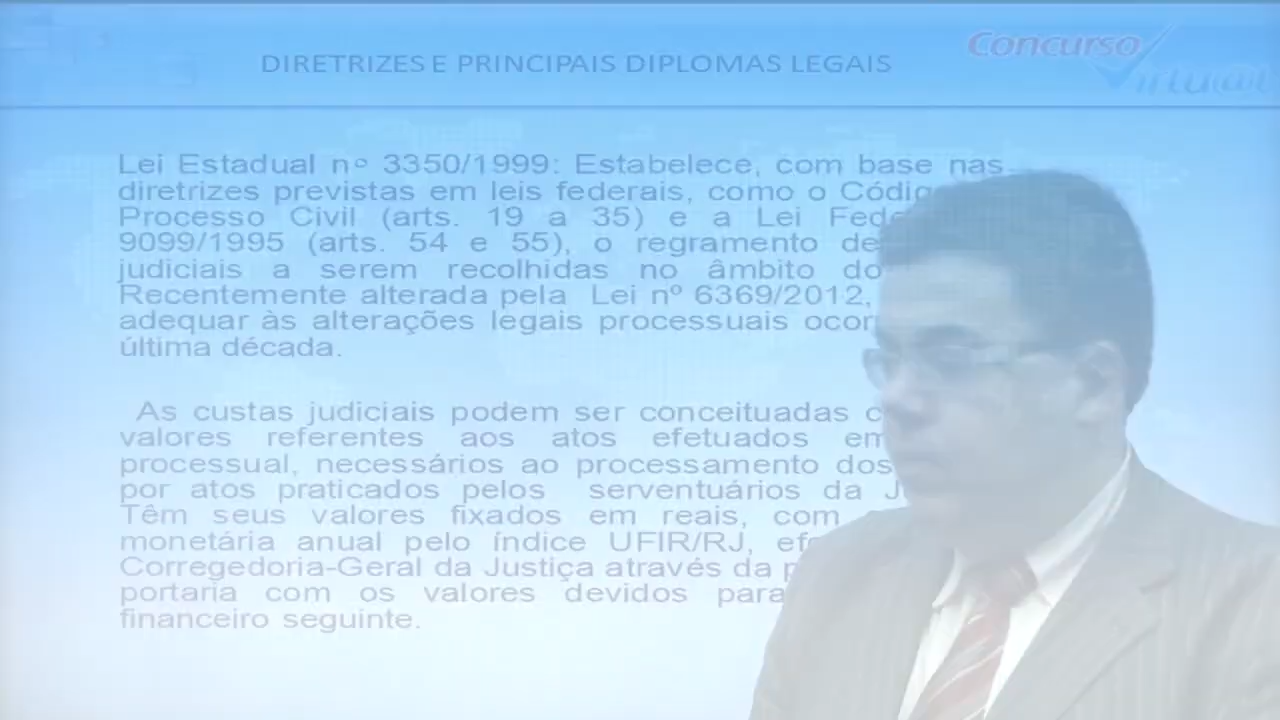 DIRETRIZES E PRINCIPAIS DIPLOMAS LEGAIS
Concurso
Virtual
Lei Estadual nº 3350/1999: Estabelece, com base nas
diretrizes previstas em leis federais, como o
Processo Civil (arts. 19 a 35) e a Lei
9099/1995 (arts. 54 e 55), o regramento de
judiciais a serem recolhidas no âmbito do
Recentemente alterada pela Lei nº 6369/2012,
adequar às alterações legais processuais
última década.
As custas judiciais podem ser conceituadas
valores referentes aos atos efetuados em
processual, necessários ao processamento dos
por atos praticados pelos serventuários da
Têm seus valores fixados em reais, com
monetária anual pelo índice UFIR/RJ,
Corregedoria-Geral da Justiça através da
portaria com os valores devidos para
financeiro seguinte.